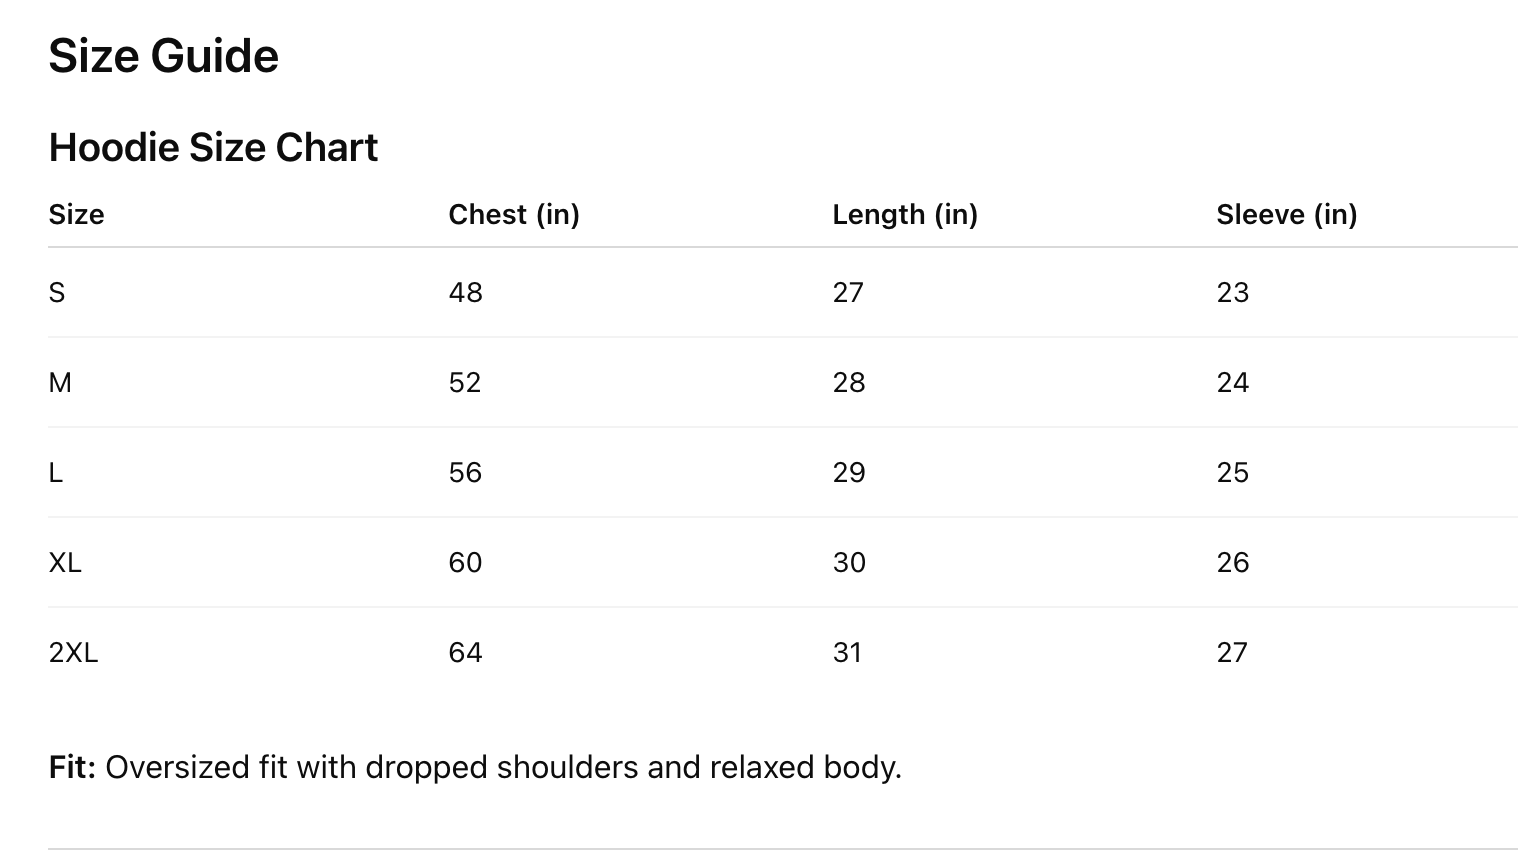 Size Guide
Hoodie Size Chart
Size Chest (in) Length (in) Sleeve (in)
S 48 27 23
M 52 28 24
L 56 29 25
XL 60 30 26
2XL 64 31 27
Fit: Oversized fit with dropped shoulders and relaxed body.